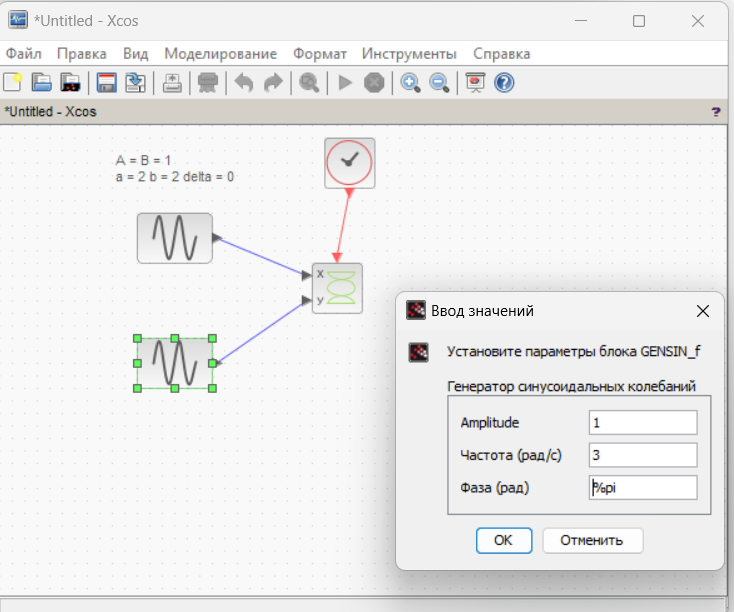 *Untitled - Xcos
Файл Правка Вид Моделирование Формат Инструменты Справка
*Untitled - Xcos ?
A = B = 1
a = 2 b = 2 delta = 0
x
y
Ввод значений
Установите параметры блока GENSIN_f
Генератор синусоидальных колебаний
Amplitude 1
Частота (рад/с) 3
Фаза (рад) %pi
OK Отменить